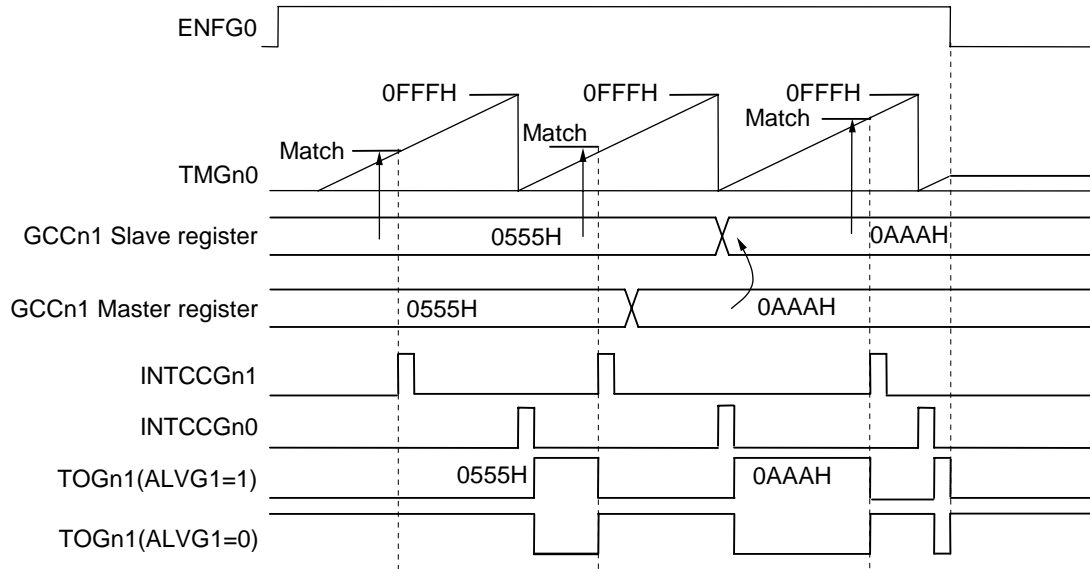 ENFG0
0FFFH 0FFFH 0FFFH
Match Match Match
TMGn0
GCCn1 Slave register 0555H 0AAAH
GCCn1 Master register 0555H 0AAAH
INTCCGn1
INTCCGn0
TOGn1(ALVG1=1) 0555H 0AAAH
TOGn1(ALVG1=0)